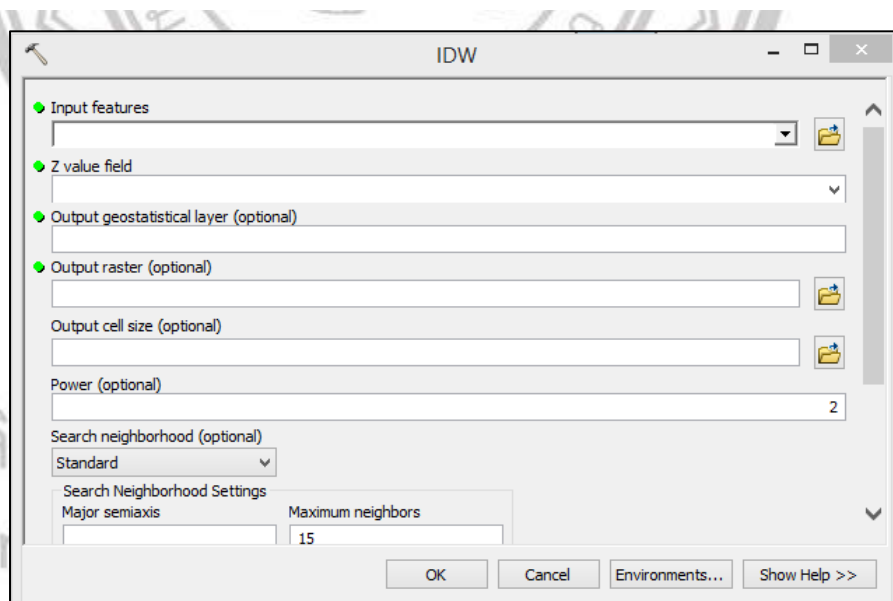 IDW
Input features
Z value field
Output geostatistical layer (optional)
Output raster (optional)
Output cell size (optional)
Power (optional)
2
Search neighborhood (optional)
Standard
Search Neighborhood Settings
Major semiaxis Maximum neighbors
15
OK Cancel Environments... Show Help >>